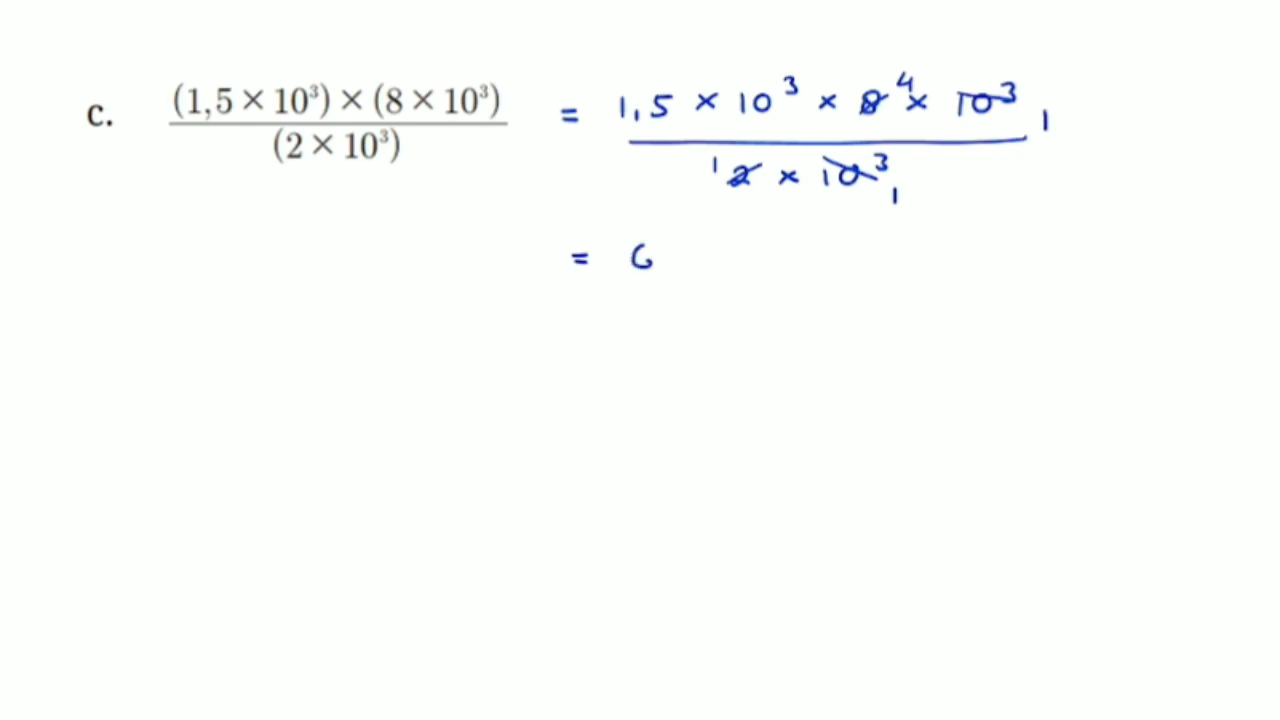 c. (1,5 × 10³) × (8 × 10³) / (2 × 10³) = 1,5 × 10³ × 8 4 × 10³ 1 / 1 2 × 10³ 1
= 6